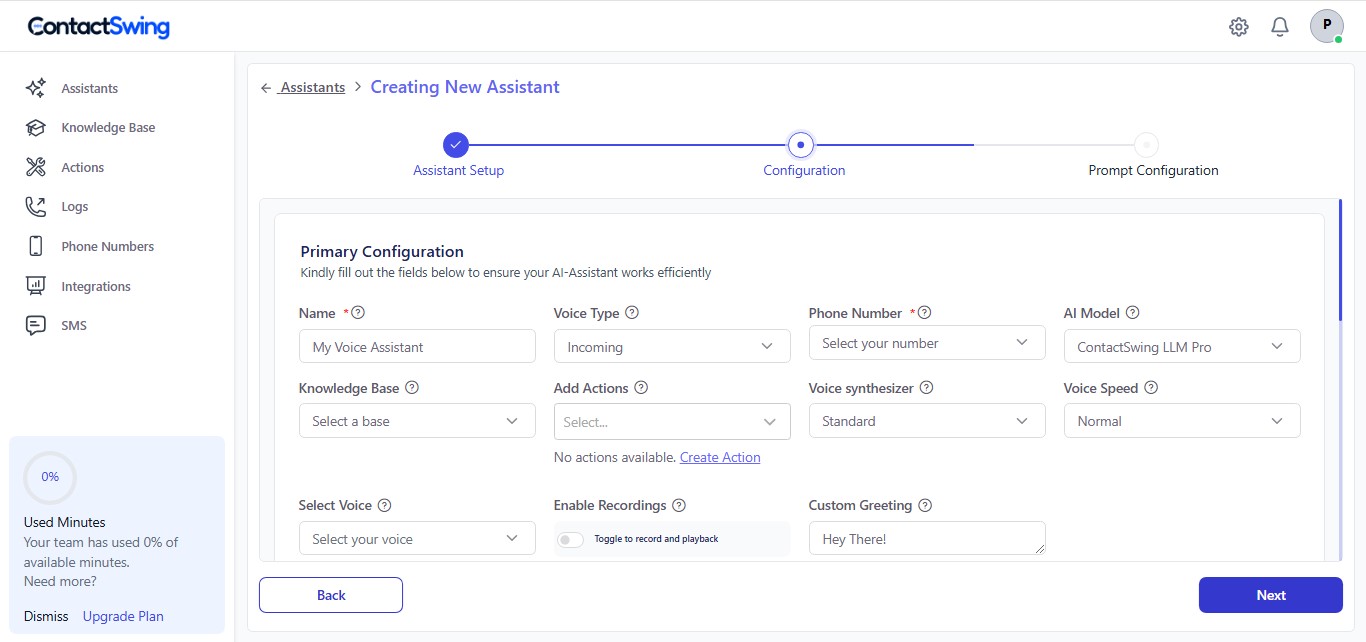 ContactSwing
P
Assistants
Knowledge Base
Actions
Logs
Phone Numbers
Integrations
SMS
0%
Used Minutes
Your team has used 0% of
available minutes.
Need more?
Dismiss Upgrade Plan
← Assistants > Creating New Assistant
Assistant Setup Configuration Prompt Configuration
Primary Configuration
Kindly fill out the fields below to ensure your AI-Assistant works efficiently
Name * Voice Type Phone Number * AI Model
My Voice Assistant Incoming Select your number ContactSwing LLM Pro
Knowledge Base Add Actions Voice synthesizer Voice Speed
Select a base Select... Standard Normal
No actions available. Create Action
Select Voice Enable Recordings Custom Greeting
Select your voice Toggle to record and playback Hey There!
Back Next